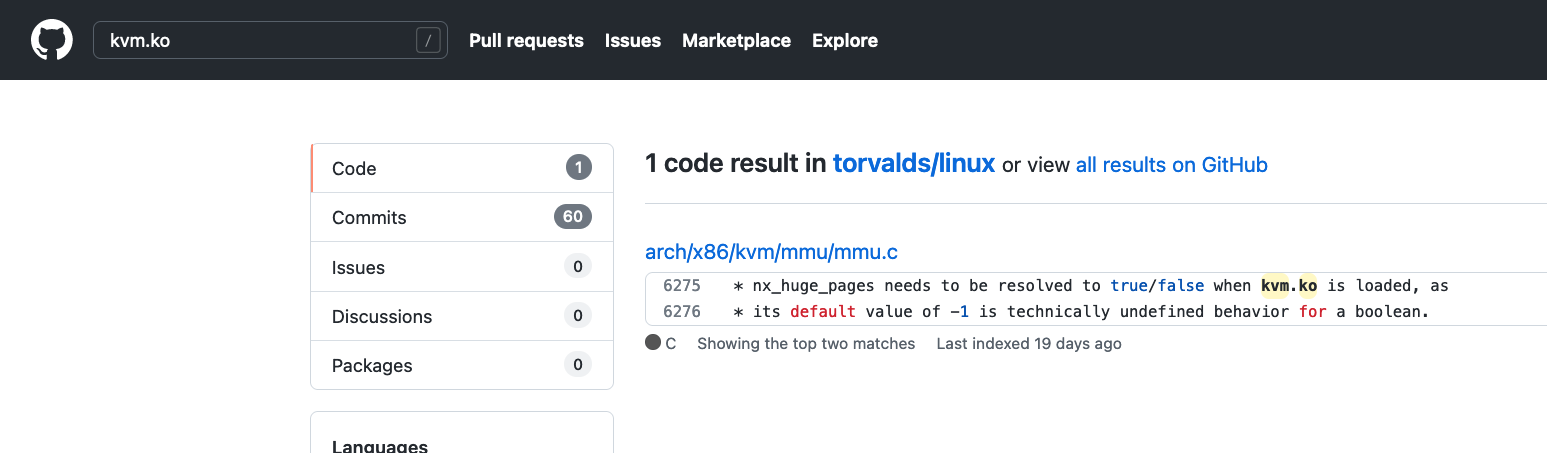 kvm.ko / Pull requests Issues Marketplace Explore
Code 1
Commits 60
Issues 0
Discussions 0
Packages 0
Languages
1 code result in torvalds/linux or view all results on GitHub
arch/x86/kvm/mmu/mmu.c
6275 * nx_huge_pages needs to be resolved to true/false when kvm.ko is loaded, as
6276 * its default value of -1 is technically undefined behavior for a boolean.
C Showing the top two matches Last indexed 19 days ago